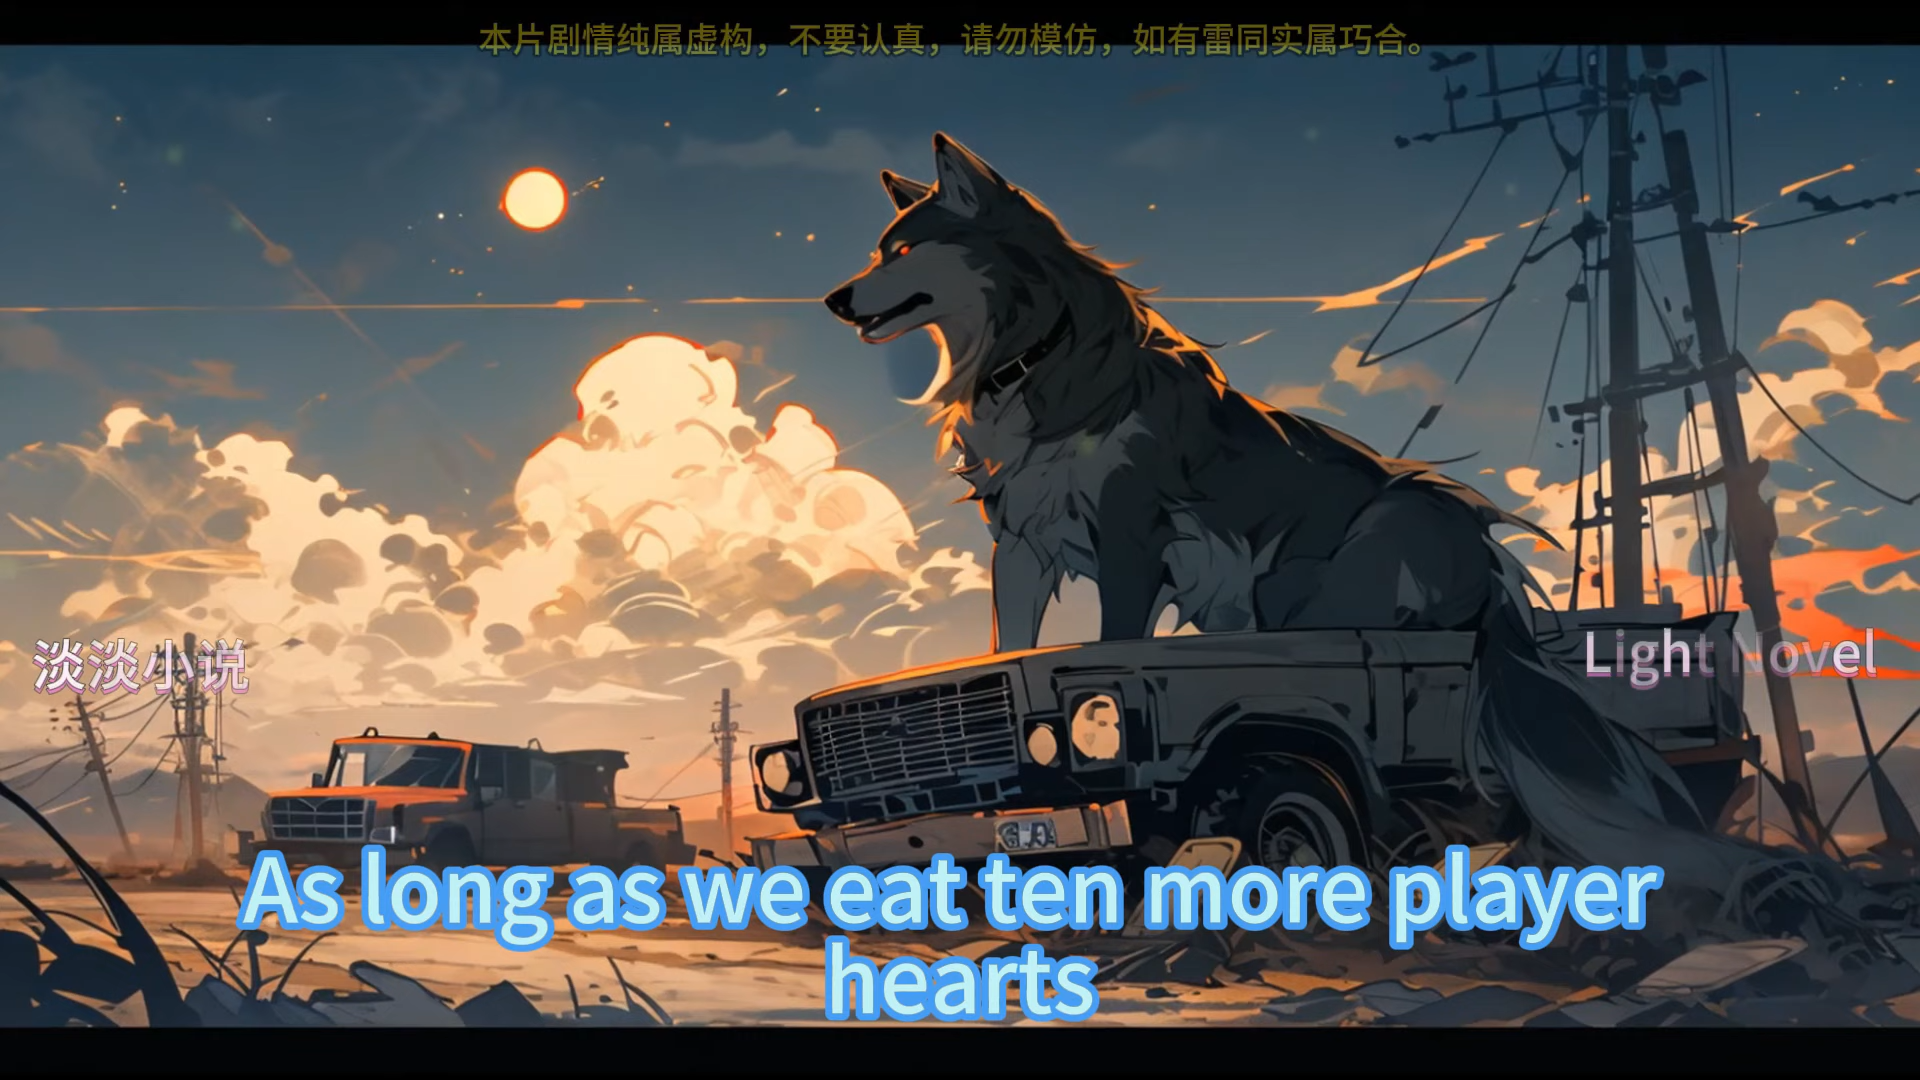 本片剧情纯属虚构，不要认真，请勿模仿，如有雷同实属巧合。
淡淡小说
Light Novel
As long as we eat ten more player
hearts